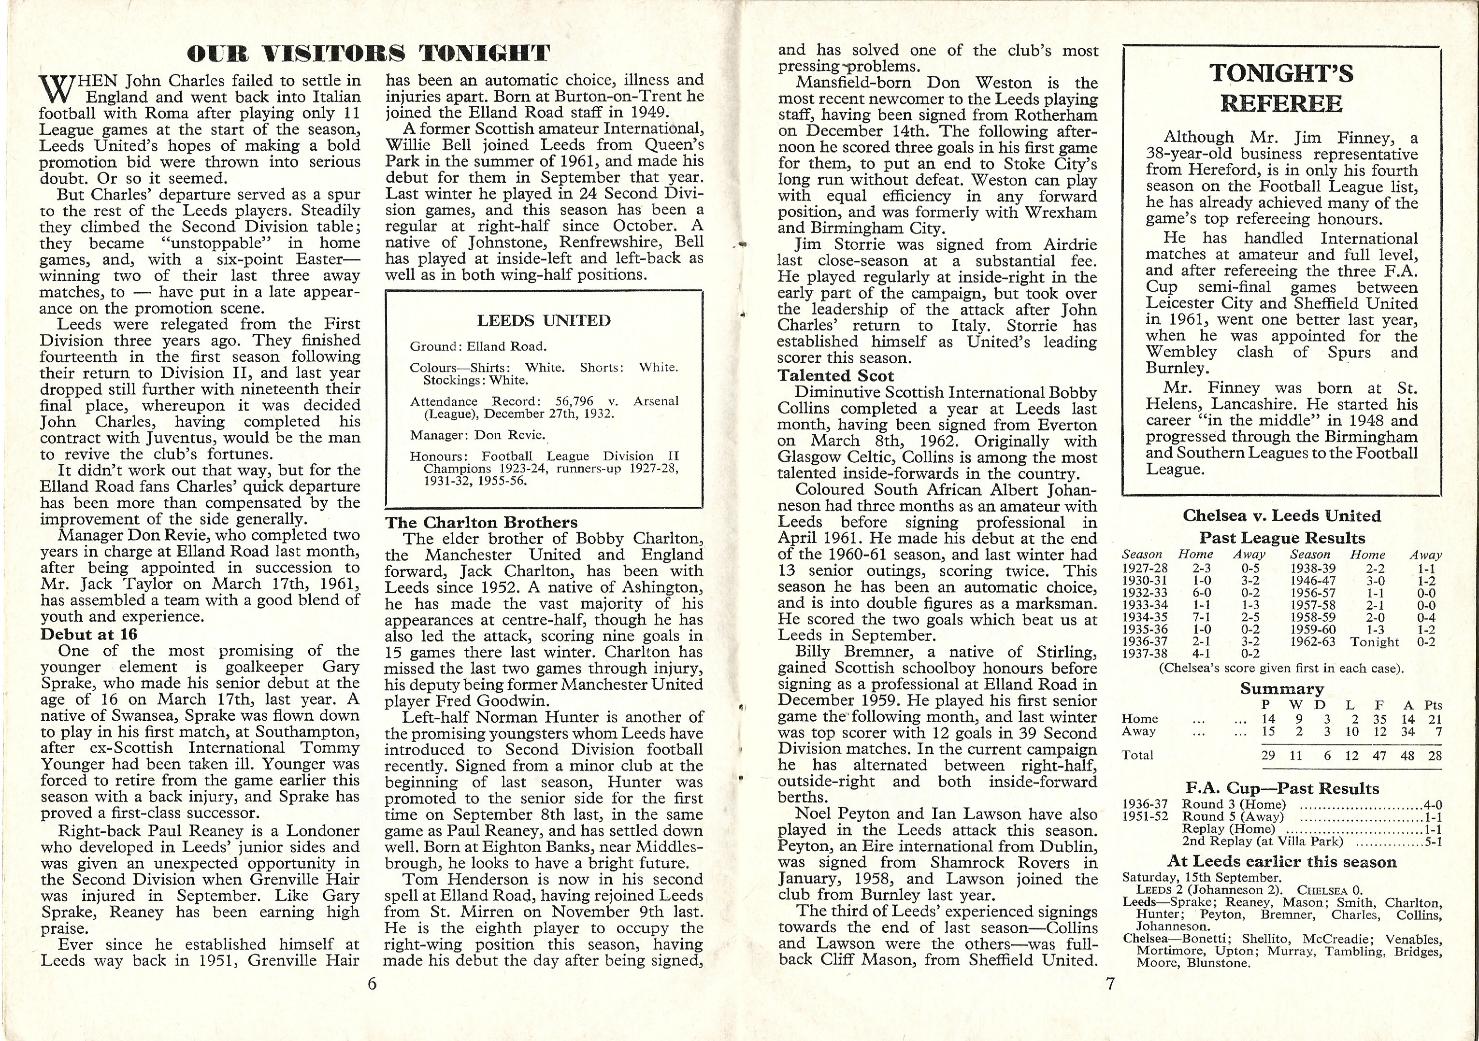 OUR VISITORS TONIGHT
WHEN John Charles failed to settle in
England and went back into Italian
football with Roma after playing only 11
League games at the start of the season,
Leeds United's hopes of making a bold
promotion bid were thrown into serious
doubt. Or so it seemed.
But Charles' departure served as a spur
to the rest of the Leeds players. Steadily
they climbed the Second Division table;
they became "unstoppable" in home
games, and, with a six-point Easter—
winning two of their last three away
matches, to — have put in a late appear-
ance on the promotion scene.
Leeds were relegated from the First
Division three years ago. They finished
fourteenth in the first season following
their return to Division II, and last year
dropped still further with nineteenth their
final place, whereupon it was decided
John Charles, having completed his
contract with Juventus, would be the man
to revive the club's fortunes.
It didn't work out that way, but for the
Elland Road fans Charles' quick departure
has been more than compensated by the
improvement of the side generally.
Manager Don Revie, who completed two
years in charge at Elland Road last month,
after being appointed in succession to
Mr. Jack Taylor on March 17th, 1961,
has assembled a team with a good blend of
youth and experience.
Debut at 16
One of the most promising of the
younger element is goalkeeper Gary
Sprake, who made his senior debut at the
age of 16 on March 17th, last year. A
native of Swansea, Sprake was flown down
to play in his first match, at Southampton,
after ex-Scottish International Tommy
Younger had been taken ill. Younger was
forced to retire from the game earlier this
season with a back injury, and Sprake has
proved a first-class successor.
Right-back Paul Reaney is a Londoner
who developed in Leeds' junior sides and
was given an unexpected opportunity in
the Second Division when Grenville Hair
was injured in September. Like Gary
Sprake, Reaney has been earning high
praise.
Ever since he established himself at
Leeds way back in 1951, Grenville Hair
has been an automatic choice, illness and
injuries apart. Born at Burton-on-Trent he
joined the Elland Road staff in 1949.
A former Scottish amateur International,
Willie Bell joined Leeds from Queen's
Park in the summer of 1961, and made his
debut for them in September that year.
Last winter he played in 24 Second Divi-
sion games, and this season has been a
regular at right-half since October. A
native of Johnstone, Renfrewshire, Bell
has played at inside-left and left-back as
well as in both wing-half positions.
LEEDS UNITED
Ground: Elland Road.
Colours—Shirts: White. Shorts: White.
Stockings: White.
Attendance Record: 56,796 v. Arsenal
(League), December 27th, 1932.
Manager: Don Revie.
Honours: Football League Division II
Champions 1923-24, runners-up 1927-28,
1931-32, 1955-56.
The Charlton Brothers
The elder brother of Bobby Charlton,
the Manchester United and England
forward, Jack Charlton, has been with
Leeds since 1952. A native of Ashington,
he has made the vast majority of his
appearances at centre-half, though he has
also led the attack, scoring nine goals in
15 games there last winter. Charlton has
missed the last two games through injury,
his deputy being former Manchester United
player Fred Goodwin.
Left-half Norman Hunter is another of
the promising youngsters whom Leeds have
introduced to Second Division football
recently. Signed from a minor club at the
beginning of last season, Hunter was
promoted to the senior side for the first
time on September 8th last, in the same
game as Paul Reaney, and has settled down
well. Born at Eighton Banks, near Middles-
brough, he looks to have a bright future.
Tom Henderson is now in his second
spell at Elland Road, having rejoined Leeds
from St. Mirren on November 9th last.
He is the eighth player to occupy the
right-wing position this season, having
made his debut the day after being signed,
6
and has solved one of the club's most
pressing problems.
Mansfield-born Don Weston is the
most recent newcomer to the Leeds playing
staff, having been signed from Rotherham
on December 14th. The following after-
noon he scored three goals in his first game
for them, to put an end to Stoke City's
long run without defeat. Weston can play
with equal efficiency in any forward
position, and was formerly with Wrexham
and Birmingham City.
Jim Storrie was signed from Airdrie
last close-season at a substantial fee.
He played regularly at inside-right in the
early part of the campaign, but took over
the leadership of the attack after John
Charles' return to Italy. Storrie has
established himself as United's leading
scorer this season.
Talented Scot
Diminutive Scottish International Bobby
Collins completed a year at Leeds last
month, having been signed from Everton
on March 8th, 1962. Originally with
Glasgow Celtic, Collins is among the most
talented inside-forwards in the country.
Coloured South African Albert Johan-
neson had three months as an amateur with
Leeds before signing professional in
April 1961. He made his debut at the end
of the 1960-61 season, and last winter had
13 senior outings, scoring twice. This
season he has been an automatic choice,
and is into double figures as a marksman.
He scored the two goals which beat us at
Leeds in September.
Billy Bremner, a native of Stirling,
gained Scottish schoolboy honours before
signing as a professional at Elland Road in
December 1959. He played his first senior
game the following month, and last winter
was top scorer with 12 goals in 39 Second
Division matches. In the current campaign
he has alternated between right-half,
outside-right and both inside-forward
berths.
Noel Peyton and Ian Lawson have also
played in the Leeds attack this season.
Peyton, an Eire international from Dublin,
was signed from Shamrock Rovers in
January, 1958, and Lawson joined the
club from Burnley last year.
The third of Leeds' experienced signings
towards the end of last season—Collins
and Lawson were the others—was full-
back Cliff Mason, from Sheffield United.
TONIGHT'S
REFEREE
Although Mr. Jim Finney, a
38-year-old business representative
from Hereford, is in only his fourth
season on the Football League list,
he has already achieved many of the
game's top refereeing honours.
He has handled International
matches at amateur and full level,
and after refereeing the three F.A.
Cup semi-final games between
Leicester City and Sheffield United
in 1961, went one better last year,
when he was appointed for the
Wembley clash of Spurs and
Burnley.
Mr. Finney was born at St.
Helens, Lancashire. He started his
career "in the middle" in 1948 and
progressed through the Birmingham
and Southern Leagues to the Football
League.
Chelsea v. Leeds United
Past League Results
Season Home Away Season Home Away
1927-28 2-3 0-5 1938-39 2-2 1-1
1930-31 1-0 3-2 1946-47 3-0 1-2
1932-33 6-0 0-2 1956-57 1-1 0-0
1933-34 1-1 1-3 1957-58 2-1 0-0
1934-35 7-1 2-5 1958-59 2-0 0-4
1935-36 1-0 0-2 1959-60 1-3 1-2
1936-37 2-1 3-2 1962-63 Tonight 0-2
1937-38 4-1 0-2
(Chelsea's score given first in each case).
Summary
P W D L F A Pts
Home ... ... 14 9 3 2 35 14 21
Away ... ... 15 2 3 10 12 34 7
Total 29 11 6 12 47 48 28
F.A. Cup—Past Results
1936-37 Round 3 (Home) ........................4-0
1951-52 Round 5 (Away) ........................1-1
Replay (Home) ...........................1-1
2nd Replay (at Villa Park) ..............5-1
At Leeds earlier this season
Saturday, 15th September.
LEEDS 2 (Johanneson 2). CHELSEA 0.
Leeds—Sprake; Reaney, Mason; Smith, Charlton,
Hunter; Peyton, Bremner, Charles, Collins,
Johanneson.
Chelsea—Bonetti; Shellito, McCreadie; Venables,
Mortimore, Upton; Murray, Tambling, Bridges,
Moore, Blunstone.
7